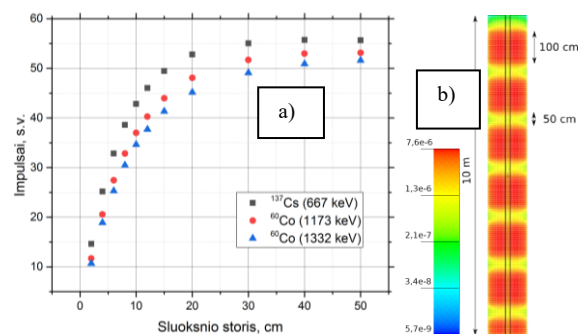 60
50
40
30
20
10
Impulsai, s.v.
0
10
20
30
40
50
Sluoksnio storis, cm
a)
¹³⁷Cs (667 keV)
⁶⁰Co (1173 keV)
⁶⁰Co (1332 keV)
b)
7,6e-6
1,3e-6
2,1e-7
3,4e-8
5,7e-9
10 m
100 cm
50 cm